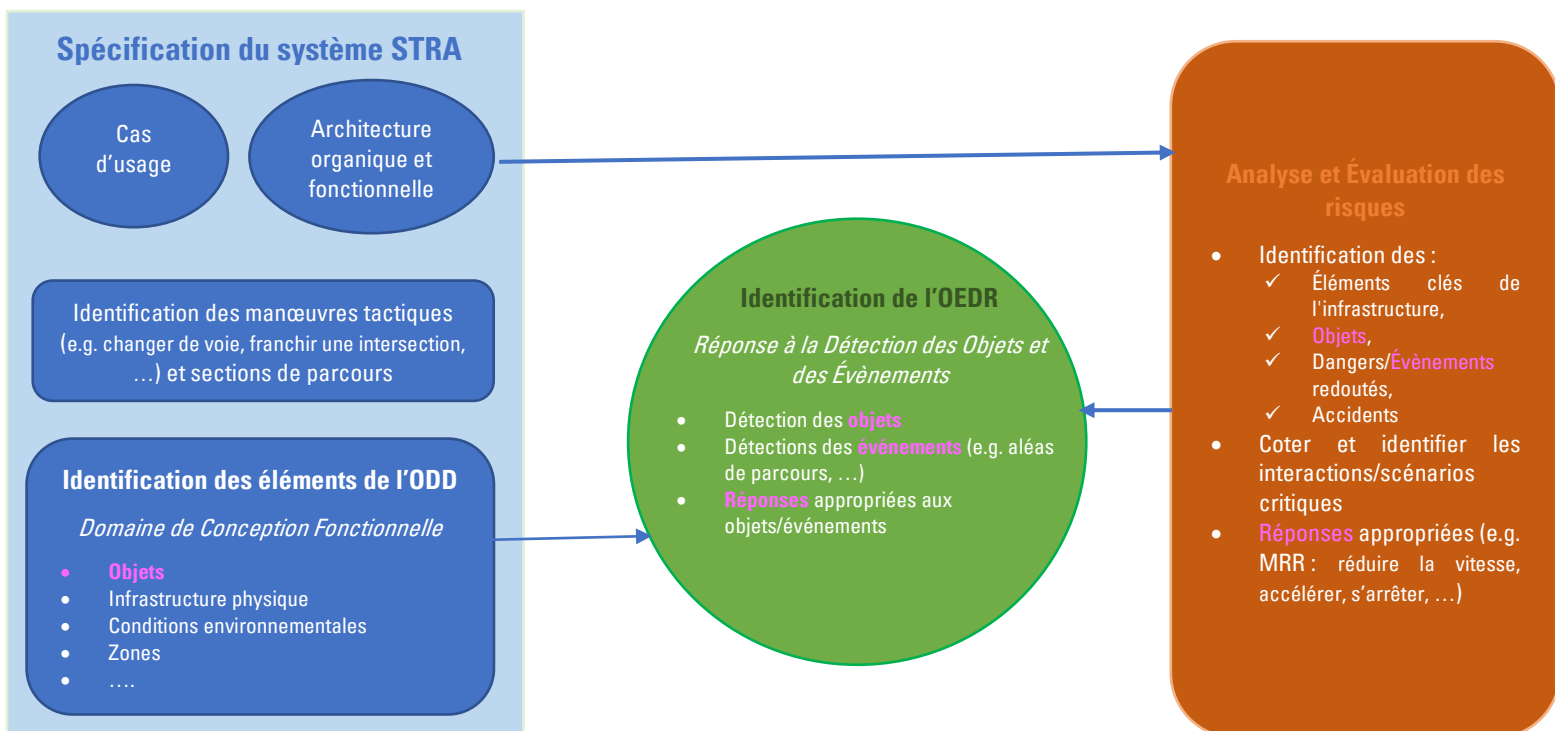 Spécification du système STRA
Cas
d'usage
Architecture
organique et
fonctionnelle
Identification des manœuvres tactiques
(e.g. changer de voie, franchir une intersection,
…) et sections de parcours
Identification des éléments de l'ODD
Domaine de Conception Fonctionnelle
• Objets
• Infrastructure physique
• Conditions environnementales
• Zones
• ….
Identification de l'OEDR
Réponse à la Détection des Objets et
des Évènements
• Détection des objets
• Détections des événements (e.g. aléas
de parcours, …)
• Réponses appropriées aux
objets/événements
Analyse et Évaluation des
risques
• Identification des :
✓ Éléments clés de
l'infrastructure,
✓ Objets,
✓ Dangers/Évènements
redoutés,
✓ Accidents
• Coter et identifier les
interactions/scénarios
critiques
• Réponses appropriées (e.g.
MRR : réduire la vitesse,
accélérer, s'arrêter, …)